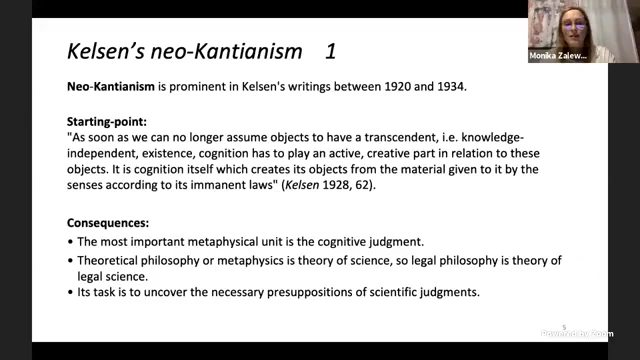 Kelsen's neo-Kantianism 1
Monika Zalew...
Neo-Kantianism is prominent in Kelsen's writings between 1920 and 1934.
Starting-point:
"As soon as we can no longer assume objects to have a transcendent, i.e. knowledge-
independent, existence, cognition has to play an active, creative part in relation to these
objects. It is cognition itself which creates its objects from the material given to it by the
senses according to its immanent laws" (Kelsen 1928, 62).
Consequences:
• The most important metaphysical unit is the cognitive judgment.
• Theoretical philosophy or metaphysics is theory of science, so legal philosophy is theory of
legal science.
• Its task is to uncover the necessary presuppositions of scientific judgments.
5
Powered by Zoom